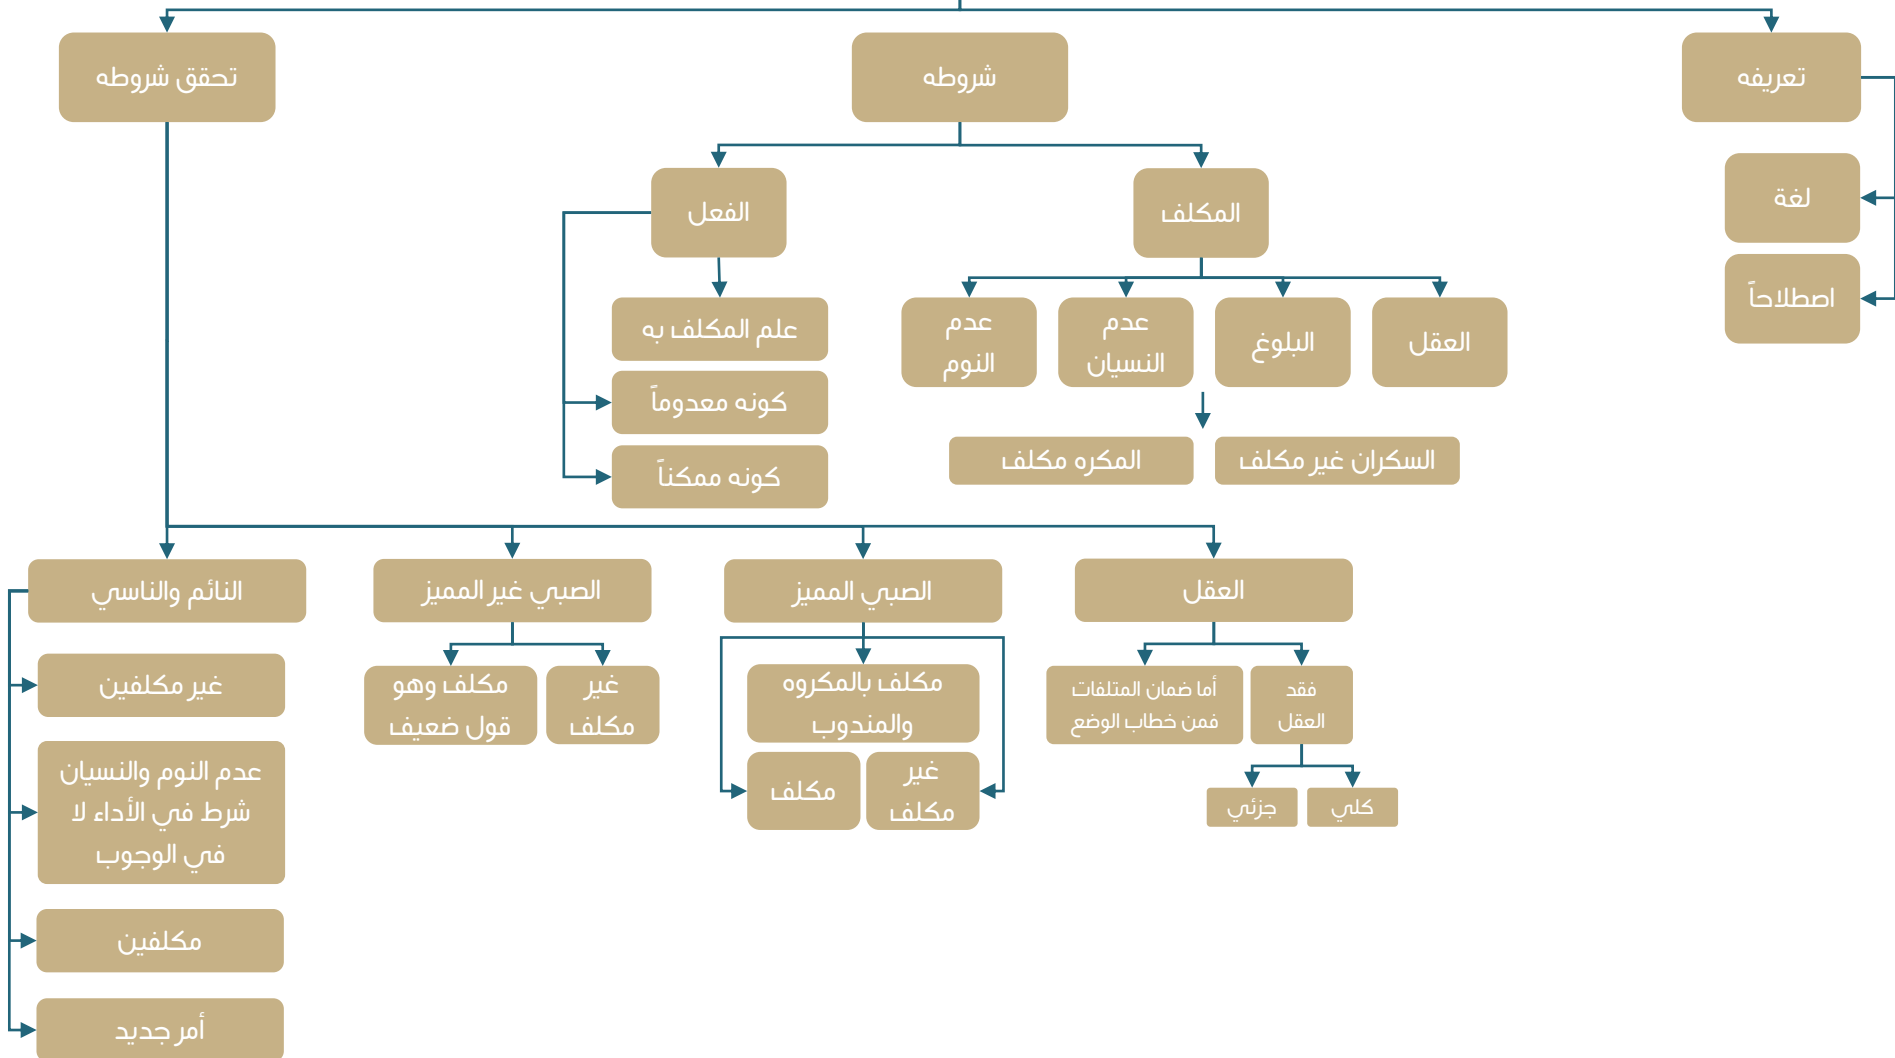 تعريفه
شروطه
تحقق شروطه
لغة
اصطلاحاً
المكلف
الفعل
العقل
البلوغ
عدم
النسيان
عدم
النوم
السكران غير مكلف
المكره مكلف
علم المكلف به
كونه معدوماً
كونه ممكناً
العقل
الصبي المميز
الصبي غير المميز
النائم والناسي
فقد
العقل
أما ضمان المتلفات
فمن خطاب الوضع
كلي
جزئي
مكلف بالمكروه
والمندوب
غير
مكلف
مكلف
غير
مكلف
مكلف وهو
قول ضعيف
غير مكلفين
عدم النوم والنسيان
شرط في الأداء لا
في الوجوب
مكلفين
أمر جديد